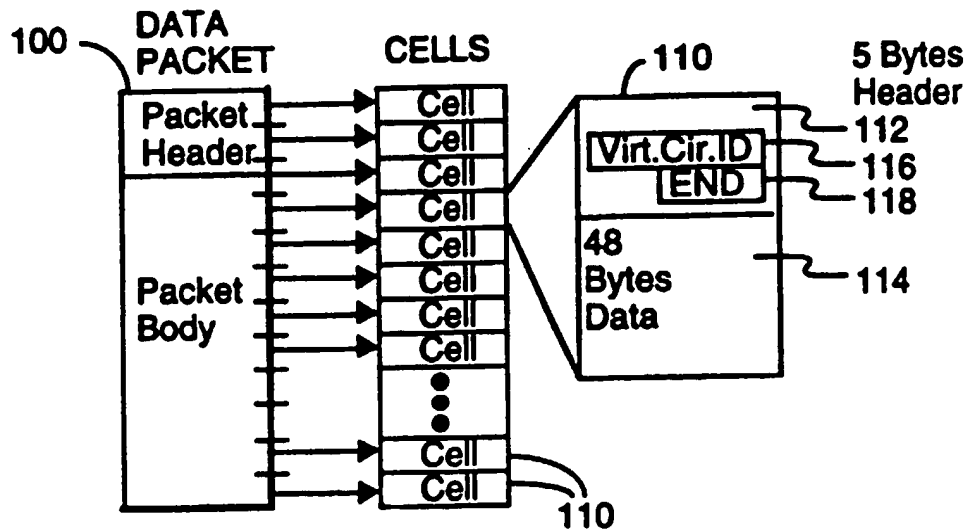 DATA
PACKET
100
Packet
Header
Packet
Body
CELLS
Cell
Cell
Cell
Cell
Cell
Cell
Cell
Cell
Cell
Cell
110
110
5 Bytes
Header
112
Virt.Cir.ID
116
END
118
48
Bytes
Data
114